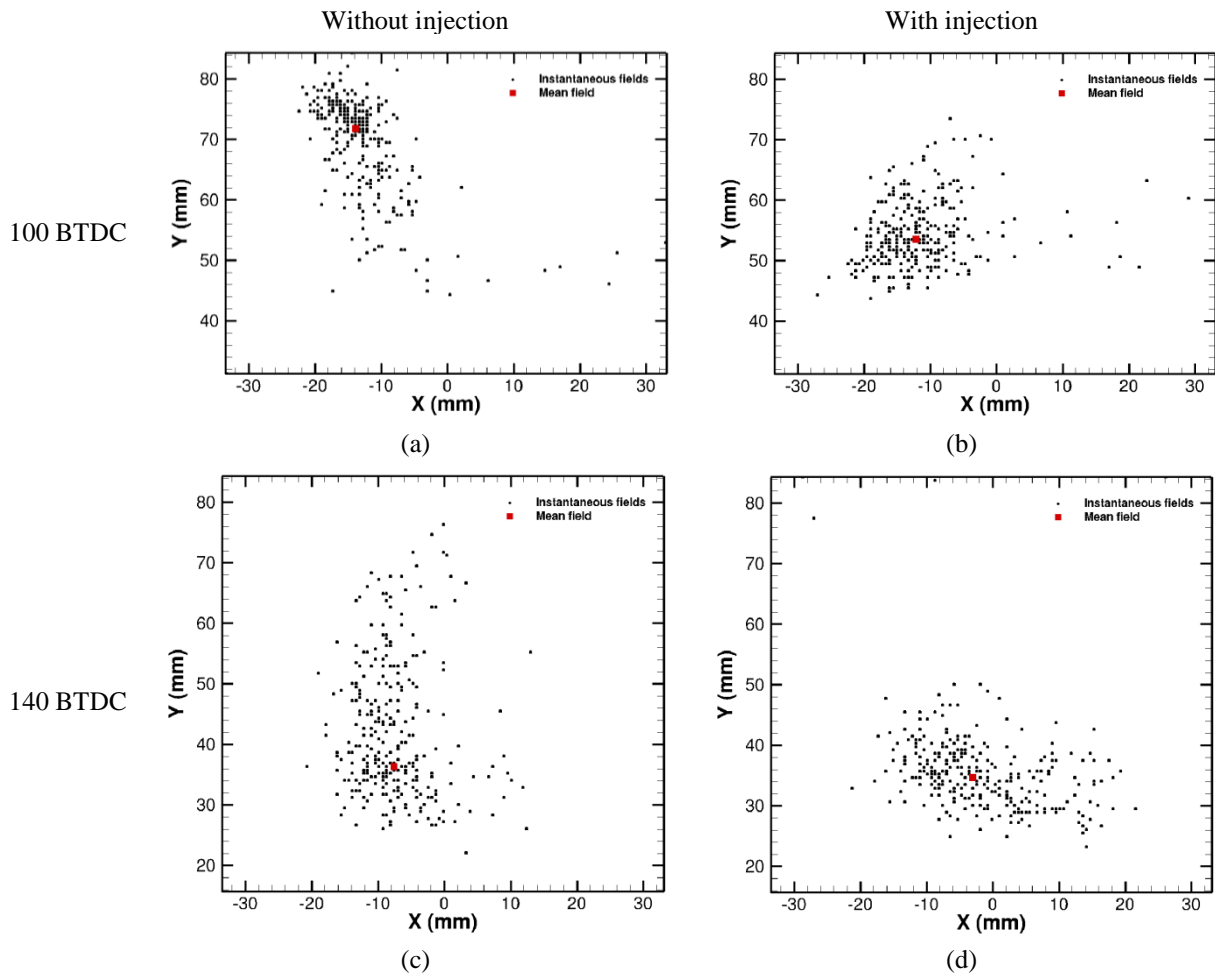 Without injection
With injection
80
70
60
50
40
Y (mm)
Instantaneous fields
Mean field
-30 -20 -10 0 10 20 30
X (mm)
(a)
80
70
60
50
40
Y (mm)
Instantaneous fields
Mean field
-30 -20 -10 0 10 20 30
X (mm)
(b)
100 BTDC
80
70
60
50
40
30
20
Y (mm)
Instantaneous fields
Mean field
-30 -20 -10 0 10 20 30
X (mm)
(c)
80
70
60
50
40
30
20
Y (mm)
Instantaneous fields
Mean field
-30 -20 -10 0 10 20 30
X (mm)
(d)
140 BTDC